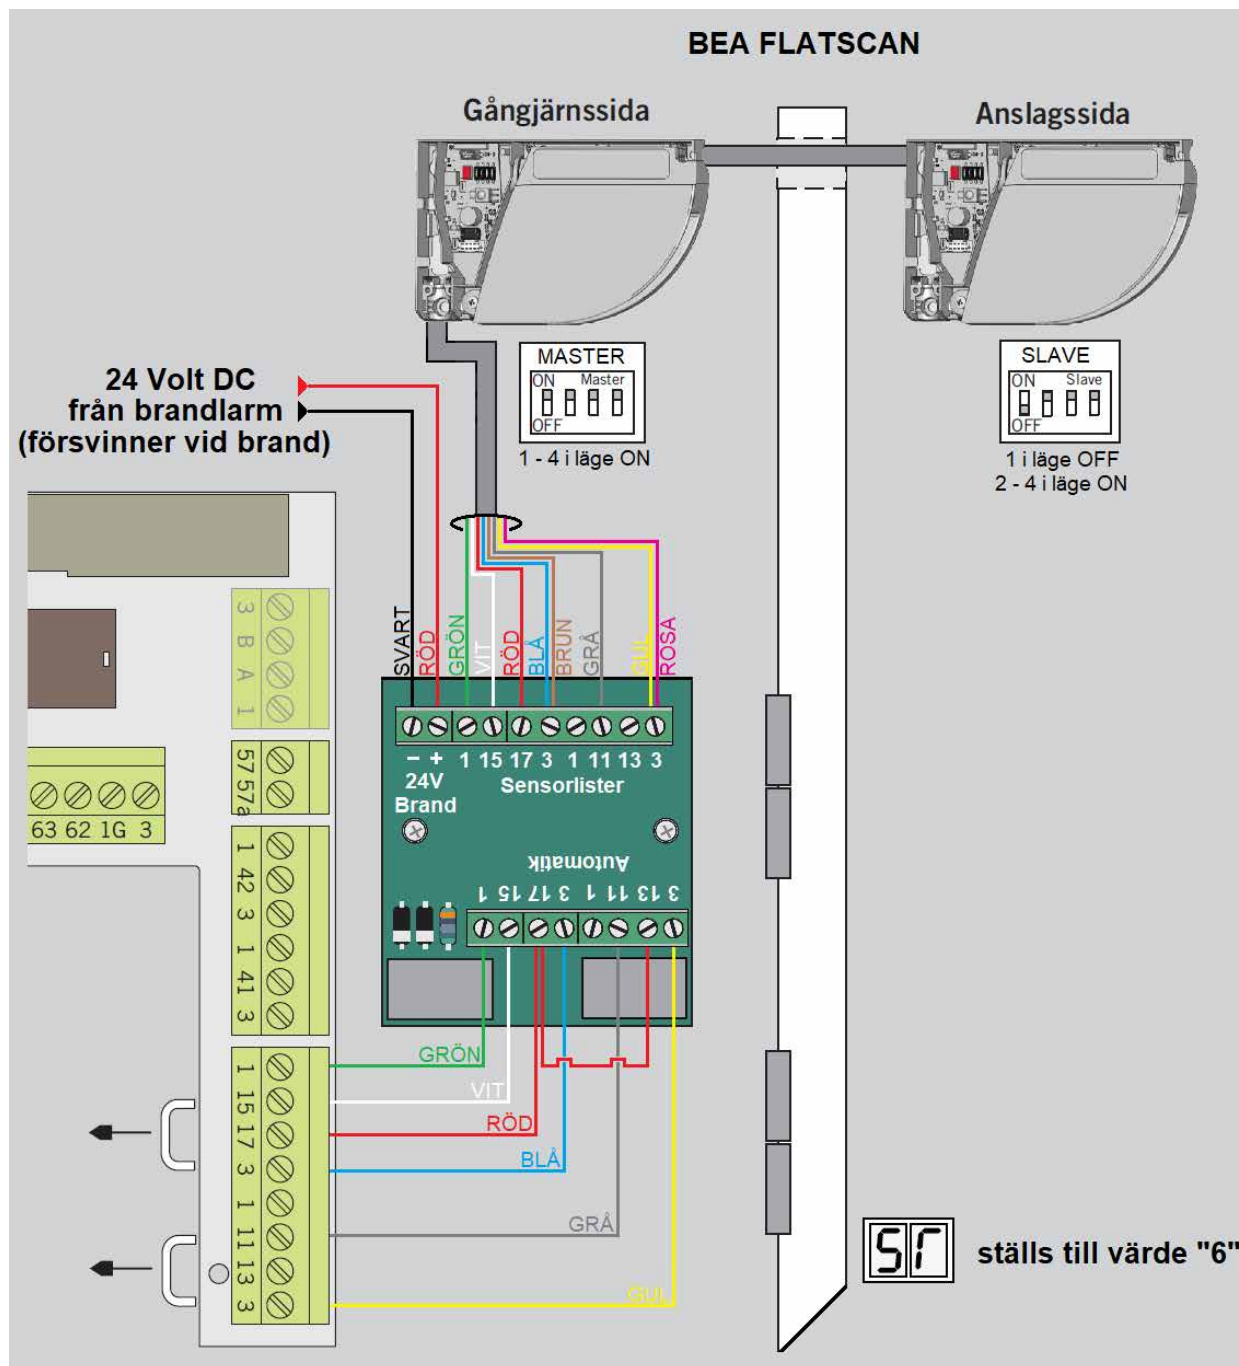 BEA FLATSCAN
Gångjärnssida
Anslagssida
MASTER
ON Master
OFF
1 - 4 i läge ON
SLAVE
ON Slave
OFF
1 i läge OFF
2 - 4 i läge ON
24 Volt DC
från brandlarm
(försvinner vid brand)
SVART
RÖD
GRÖN
VIT
RÖD
BLÅ
BRUN
GRÅ
GUL
ROSA
− + 1 15 17 3 1 11 13 3
24V
Brand
Sensorlister
Automatik
1 15 17 3 1 11 13 3
3
B
A
1
57
57a
63 62 1G 3
1
42
3
1
41
3
1
15
17
3
1
11
13
3
GRÖN
VIT
RÖD
BLÅ
GRÅ
GUL
ställs till värde "6"